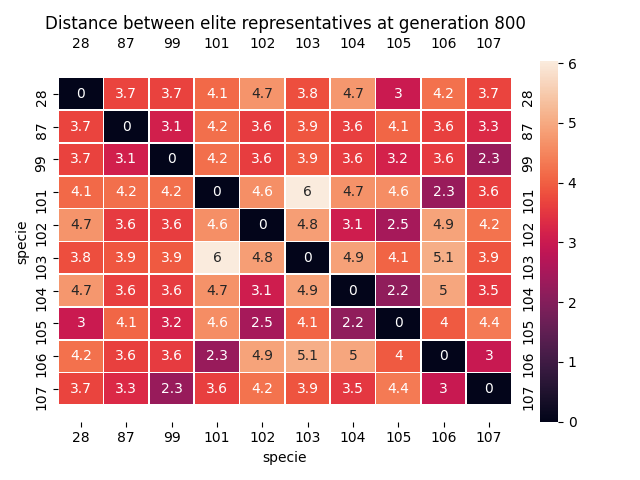 Distance between elite representatives at generation 800
28 87 99 101 102 103 104 105 106 107
28 0 3.7 3.7 4.1 4.7 3.8 4.7 3 4.2 3.7 28
87 3.7 0 3.1 4.2 3.6 3.9 3.6 4.1 3.6 3.3 87
99 3.7 3.1 0 4.2 3.6 3.9 3.6 3.2 3.6 2.3 99
101 4.1 4.2 4.2 0 4.6 6 4.7 4.6 2.3 3.6 101
102 4.7 3.6 3.6 4.6 0 4.8 3.1 2.5 4.9 4.2 102
103 3.8 3.9 3.9 6 4.8 0 4.9 4.1 5.1 3.9 103
104 4.7 3.6 3.6 4.7 3.1 4.9 0 2.2 5 3.5 104
105 3 4.1 3.2 4.6 2.5 4.1 2.2 0 4 4.4 105
106 4.2 3.6 3.6 2.3 4.9 5.1 5 4 0 3 106
107 3.7 3.3 2.3 3.6 4.2 3.9 3.5 4.4 3 0 107
28 87 99 101 102 103 104 105 106 107
specie
specie
6
5
4
3
2
1
0